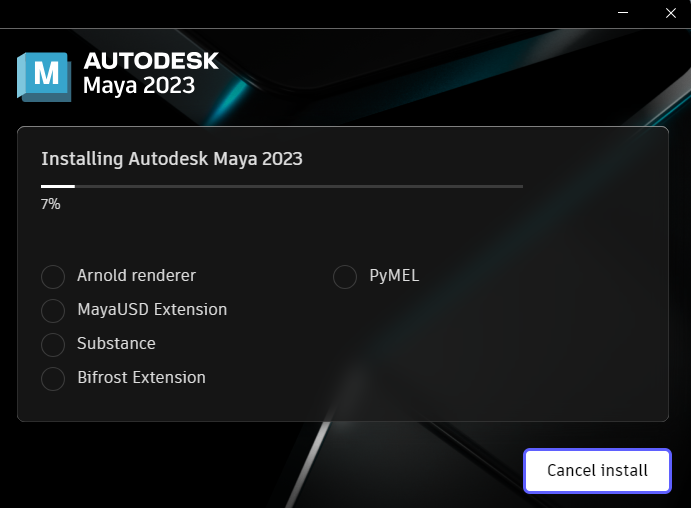 M
AUTODESK
Maya 2023
Installing Autodesk Maya 2023
7%
Arnold renderer
PyMEL
MayaUSD Extension
Substance
Bifrost Extension
Cancel install